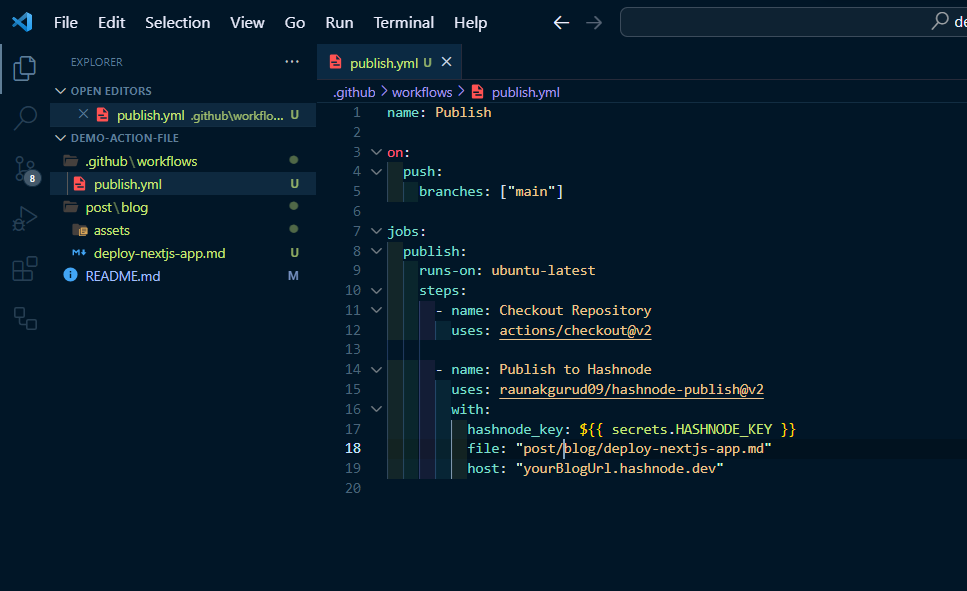 File Edit Selection View Go Run Terminal Help
EXPLORER ···
OPEN EDITORS
publish.yml .github\workflo... U
DEMO-ACTION-FILE
.github\workflows
publish.yml U
post\blog
assets
deploy-nextjs-app.md U
README.md M
8
publish.yml U
.github > workflows > publish.yml
1 name: Publish
2
3 on:
4 push:
5 branches: ["main"]
6
7 jobs:
8 publish:
9 runs-on: ubuntu-latest
10 steps:
11 - name: Checkout Repository
12 uses: actions/checkout@v2
13
14 - name: Publish to Hashnode
15 uses: raunakgurud09/hashnode-publish@v2
16 with:
17 hashnode_key: ${{ secrets.HASHNODE_KEY }}
18 file: "post/blog/deploy-nextjs-app.md"
19 host: "yourBlogUrl.hashnode.dev"
20